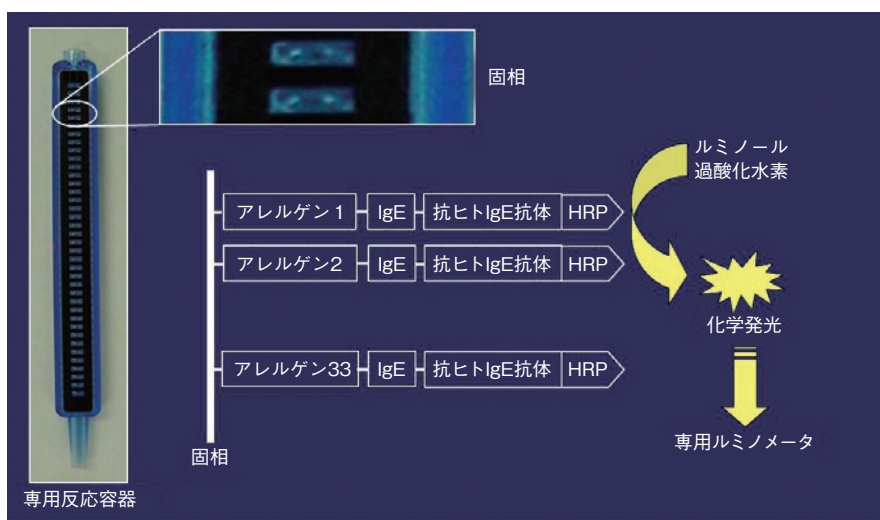 固相
ルミノール
過酸化水素
アレルゲン1 IgE 抗ヒトIgE抗体 HRP
アレルゲン2 IgE 抗ヒトIgE抗体 HRP
化学発光
アレルゲン33 IgE 抗ヒトIgE抗体 HRP
専用ルミノメータ
固相
専用反応容器